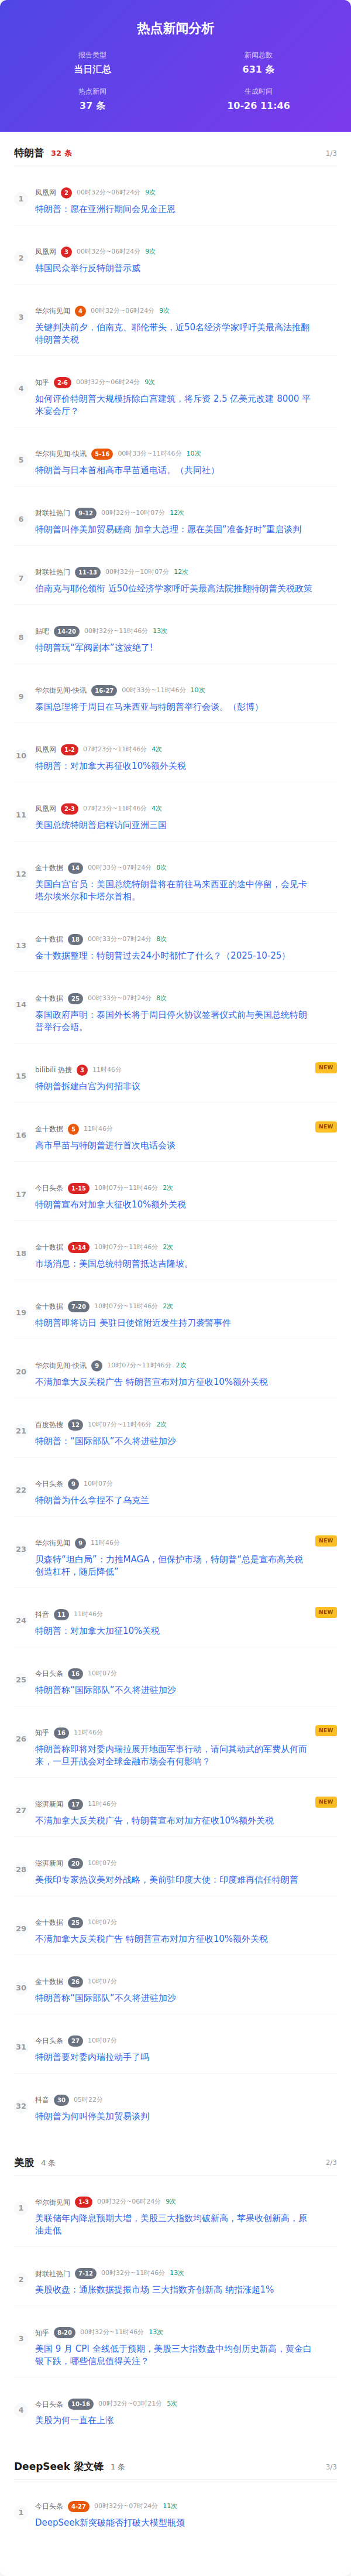 热点新闻分析
报告类型
当日汇总
新闻总数
631 条
热点新闻
37 条
生成时间
10-26 11:46
特朗普 32 条 1/3
1 凤凰网 2 00时32分~06时24分 9次
特朗普：愿在亚洲行期间会见金正恩
2 凤凰网 3 00时32分~06时24分 9次
韩国民众举行反特朗普示威
3 华尔街见闻 4 00时32分~06时24分 9次
关键判决前夕，伯南克、耶伦带头，近50名经济学家呼吁美最高法推翻
特朗普关税
4 知乎 2-6 00时32分~06时24分 9次
如何评价特朗普大规模拆除白宫建筑，将斥资 2.5 亿美元改建 8000 平
米宴会厅？
5 华尔街见闻-快讯 5-16 00时33分~11时46分 10次
特朗普与日本首相高市早苗通电话。（共同社）
6 财联社热门 9-12 00时32分~10时07分 12次
特朗普叫停美加贸易磋商 加拿大总理：愿在美国“准备好时”重启谈判
7 财联社热门 11-13 00时32分~10时07分 12次
伯南克与耶伦领衔 近50位经济学家呼吁美最高法院推翻特朗普关税政策
8 贴吧 14-20 00时32分~11时46分 13次
特朗普玩“军阀剧本”这波绝了!
9 华尔街见闻-快讯 16-27 00时33分~11时46分 10次
泰国总理将于周日在马来西亚与特朗普举行会谈。（彭博）
10 凤凰网 1-2 07时23分~11时46分 4次
特朗普：对加拿大再征收10%额外关税
11 凤凰网 2-3 07时23分~11时46分 4次
美国总统特朗普启程访问亚洲三国
12 金十数据 14 00时33分~07时24分 8次
美国白宫官员：美国总统特朗普将在前往马来西亚的途中停留，会见卡
塔尔埃米尔和卡塔尔首相。
13 金十数据 18 00时33分~07时24分 8次
金十数据整理：特朗普过去24小时都忙了什么？（2025-10-25）
14 金十数据 25 00时33分~07时24分 8次
泰国政府声明：泰国外长将于周日停火协议签署仪式前与美国总统特朗
普举行会晤。
15 bilibili 热搜 3 11时46分 NEW
特朗普拆建白宫为何招非议
16 金十数据 5 11时46分 NEW
高市早苗与特朗普进行首次电话会谈
17 今日头条 1-15 10时07分~11时46分 2次
特朗普宣布对加拿大征收10%额外关税
18 金十数据 1-14 10时07分~11时46分 2次
市场消息：美国总统特朗普抵达吉隆坡。
19 金十数据 7-20 10时07分~11时46分 2次
特朗普即将访日 美驻日使馆附近发生持刀袭警事件
20 华尔街见闻-快讯 9 10时07分~11时46分 2次
不满加拿大反关税广告 特朗普宣布对加方征收10%额外关税
21 百度热搜 12 10时07分~11时46分 2次
特朗普：“国际部队”不久将进驻加沙
22 今日头条 9 10时07分
特朗普为什么拿捏不了乌克兰
23 华尔街见闻 9 11时46分 NEW
贝森特“坦白局”：力推MAGA，但保护市场，特朗普“总是宣布高关税
创造杠杆，随后降低”
24 抖音 11 11时46分 NEW
特朗普：对加拿大加征10%关税
25 今日头条 16 10时07分
特朗普称“国际部队”不久将进驻加沙
26 知乎 16 11时46分 NEW
特朗普称即将对委内瑞拉展开地面军事行动，请问其动武的军费从何而
来，一旦开战会对全球金融市场会有何影响？
27 澎湃新闻 17 11时46分 NEW
不满加拿大反关税广告，特朗普宣布对加方征收10%额外关税
28 澎湃新闻 20 10时07分
美俄印专家热议美对外战略，美前驻印度大使：印度难再信任特朗普
29 金十数据 25 10时07分
不满加拿大反关税广告 特朗普宣布对加方征收10%额外关税
30 金十数据 26 10时07分
特朗普称“国际部队”不久将进驻加沙
31 今日头条 27 10时07分
特朗普要对委内瑞拉动手了吗
32 抖音 30 05时22分
特朗普为何叫停美加贸易谈判
美股 4 条 2/3
1 华尔街见闻 1-3 00时32分~06时24分 9次
美联储年内降息预期大增，美股三大指数均破新高，苹果收创新高，原
油走低
2 财联社热门 7-12 00时32分~11时46分 13次
美股收盘：通胀数据提振市场 三大指数齐创新高 纳指涨超1%
3 知乎 8-20 00时32分~11时46分 13次
美国 9 月 CPI 全线低于预期，美股三大指数盘中均创历史新高，黄金白
银下跌，哪些信息值得关注？
4 今日头条 10-16 00时32分~03时21分 5次
美股为何一直在上涨
DeepSeek 梁文锋 1 条 3/3
1 今日头条 4-27 00时32分~07时24分 11次
DeepSeek新突破能否打破大模型瓶颈